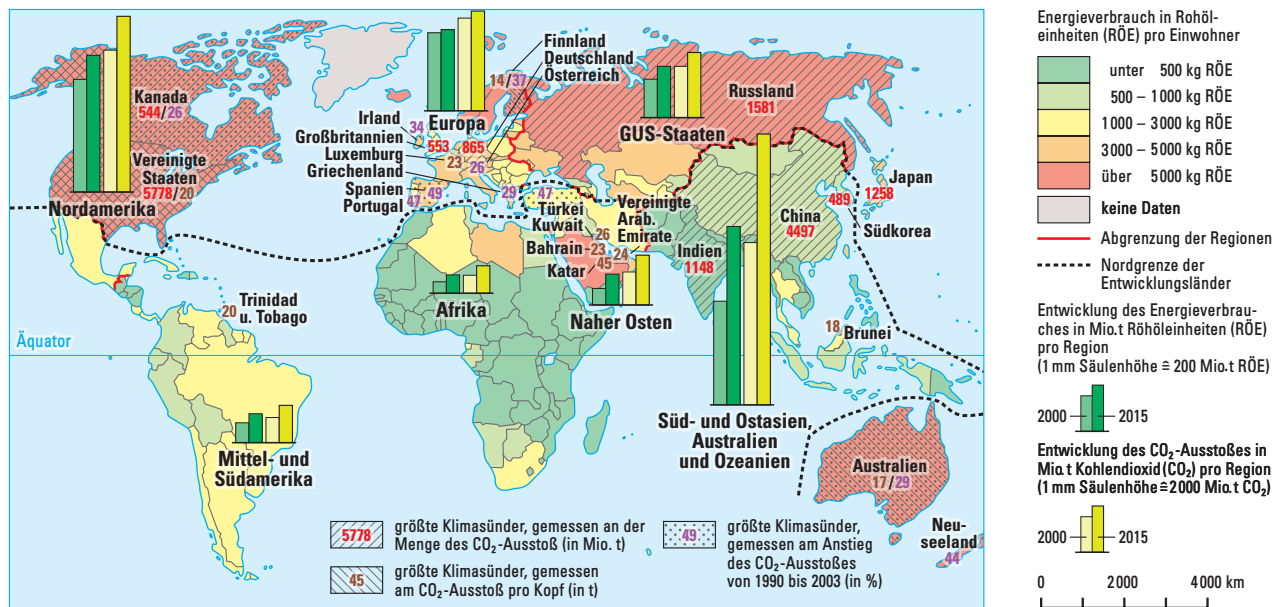 Kanada
544/26
Vereinigte
Staaten
5778/20
Nordamerika
Finnland
Deutschland
Österreich
14/37
Europa
Irland
34
Großbritannien
553
865
Luxemburg
23
26
Griechenland
29
Spanien
49
Portugal
47
Russland
1581
GUS-Staaten
47
Türkei
Kuwait
26
Bahrain
23
Katar
45
24
Vereinigte
Arab.
Emirate
Naher Osten
Indien
1148
China
4497
489
Südkorea
Japan
1258
Afrika
20
Trinidad
u. Tobago
Äquator
Mittel- und
Südamerika
18
Brunei
Süd- und Ostasien,
Australien
und Ozeanien
Australien
17/29
Neu-
seeland
44
5778
größte Klimasünder, gemessen an der
Menge des CO₂-Ausstoß (in Mio. t)
45
größte Klimasünder, gemessen
am CO₂-Ausstoß pro Kopf (in t)
49
größte Klimasünder,
gemessen am Anstieg
des CO₂-Ausstoßes
von 1990 bis 2003 (in %)
Energieverbrauch in Rohöl-
einheiten (RÖE) pro Einwohner
unter 500 kg RÖE
500 – 1000 kg RÖE
1000 – 3000 kg RÖE
3000 – 5000 kg RÖE
über 5000 kg RÖE
keine Daten
Abgrenzung der Regionen
Nordgrenze der
Entwicklungsländer
Entwicklung des Energieverbrau-
ches in Mio.t Röhöleinheiten (RÖE)
pro Region
(1 mm Säulenhöhe ≙ 200 Mio.t RÖE)
2000 2015
Entwicklung des CO₂-Ausstoßes in
Mio.t Kohlendioxid (CO₂) pro Region
(1 mm Säulenhöhe ≙ 2000 Mio.t CO₂)
2000 2015
0 2000 4000 km